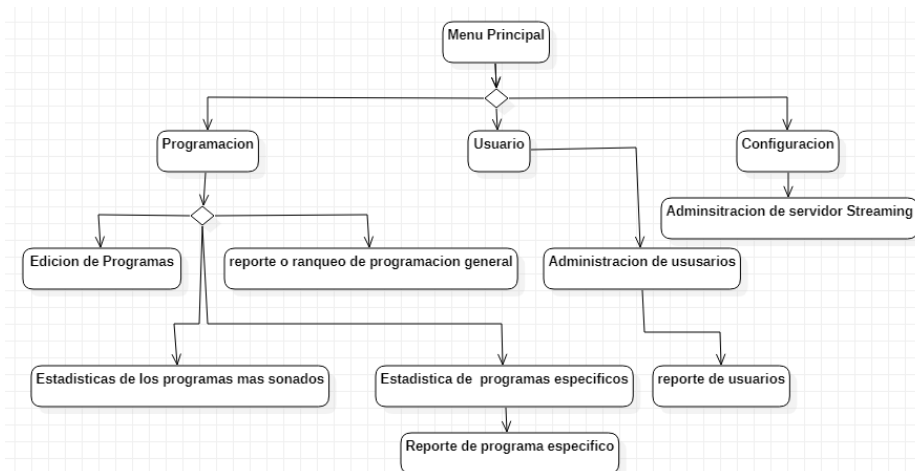 Menu Principal
Programacion
Usuario
Configuracion
Adminsitracion de servidor Streaming
Edicion de Programas
reporte o ranqueo de programacion general
Administracion de ususarios
Estadisticas de los programas mas sonados
Estadistica de  programas especificos
reporte de usuarios
Reporte de programa especifico